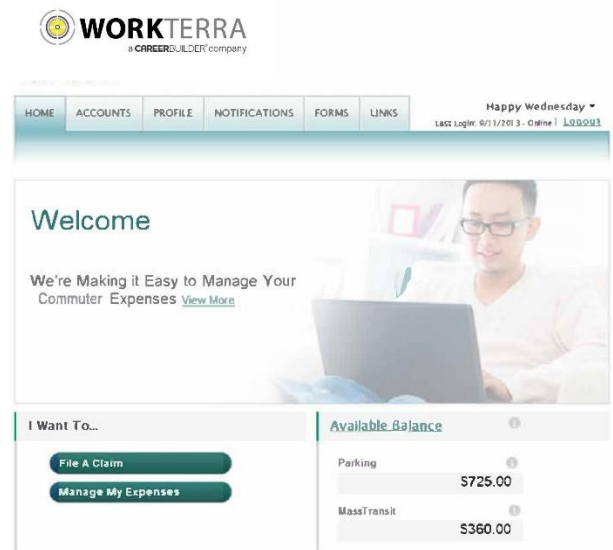 WORKTERRA
a CAREERBUILDER® company
HOME ACCOUNTS PROFILE NOTIFICATIONS FORMS LINKS
Happy Wednesday
Last Login: 9/11/2013 - Online | Logout
Welcome
We're Making it Easy to Manage Your
Commuter Expenses View More
I Want To...
File A Claim
Manage My Expenses
Available Balance
Parking
$725.00
MassTransit
$360.00